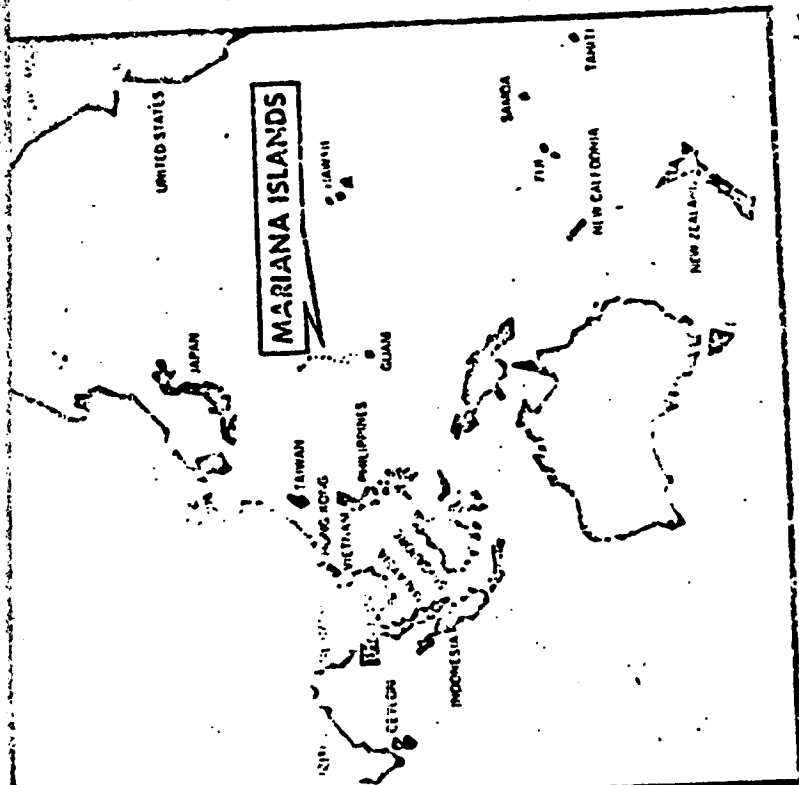 UNITED STATES
MARIANA ISLANDS
HAWAII
SAMOA
TAHITI
FIJI
NEW CALEDONIA
NEW ZEALAND
JAPAN
GUAM
TAIWAN
HONG KONG
PHILIPPINES
VIETNAM
MALAYSIA
INDONESIA
CEYLON